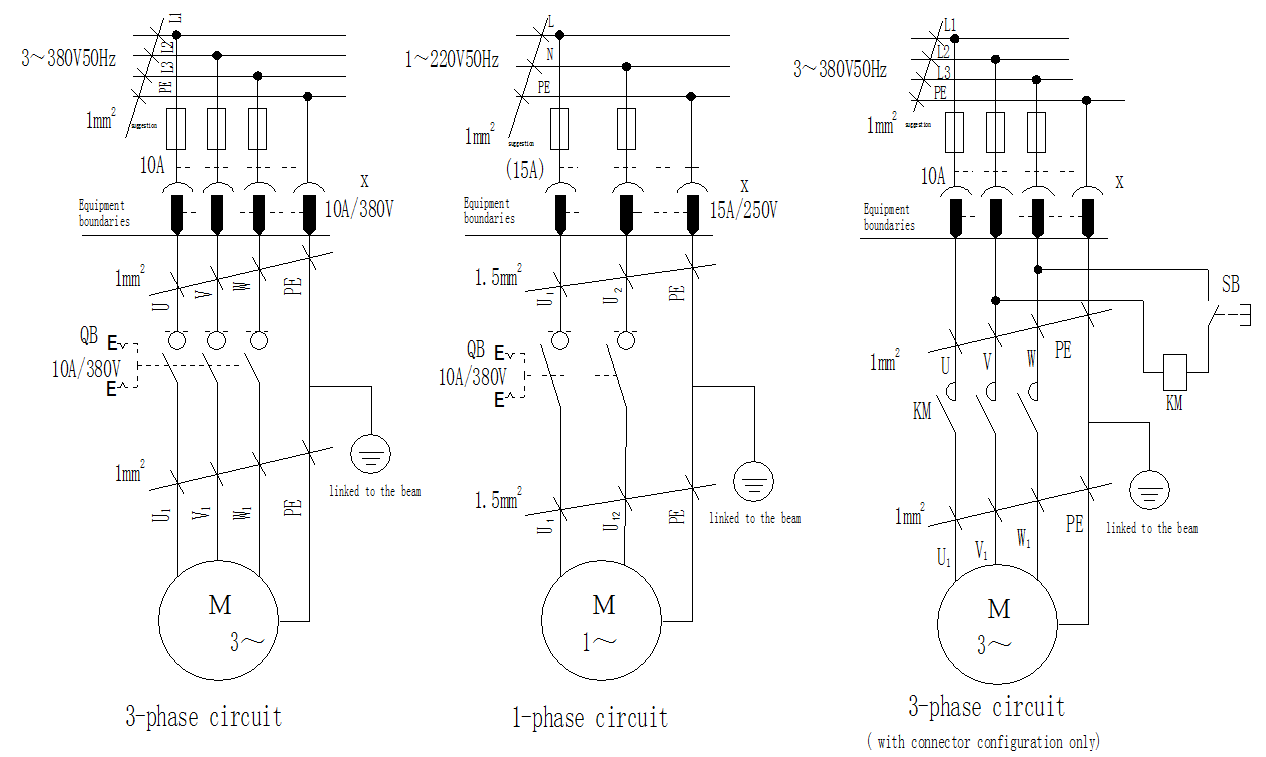 L1
L2
L3
PE
3～380V50Hz
1mm²
suggestion
10A
X
10A/380V
Equipment
boundaries
1mm²
U
V
W
PE
QB
E
10A/380V
E
1mm²
U₁
V₁
W₁
PE
linked to the beam
M
3～
3-phase circuit
L
N
PE
1～220V50Hz
1mm²
suggestion
(15A)
X
15A/250V
Equipment
boundaries
1.5mm²
U₁
U₂
PE
QB
E
10A/380V
E
1.5mm²
U₁
U₁₂
PE
linked to the beam
M
1～
1-phase circuit
L1
L2
L3
PE
3～380V50Hz
1mm²
suggestion
10A
X
Equipment
boundaries
SB
1mm²
U
V
W
PE
KM
KM
1mm²
U₁
V₁
W₁
PE
linked to the beam
M
3～
3-phase circuit
( with connector configuration only)